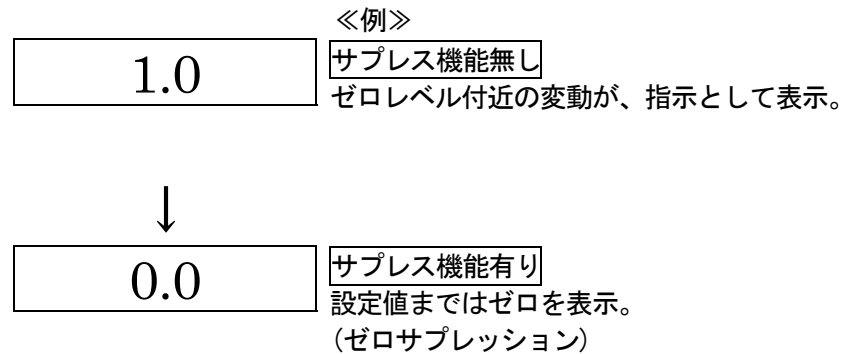 ≪例≫
1.0
サプレス機能無し
ゼロレベル付近の変動が、指示として表示。
↓
0.0
サプレス機能有り
設定値まではゼロを表示。
(ゼロサプレッション)